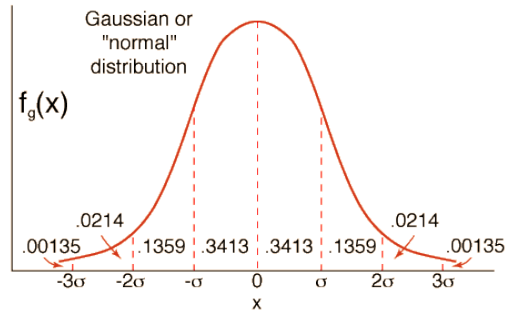 Gaussian or
"normal"
distribution
f_g(x)
.0214 .0214
.00135 .1359 .3413 .3413 .1359 .00135
-3σ -2σ -σ 0 σ 2σ 3σ
x